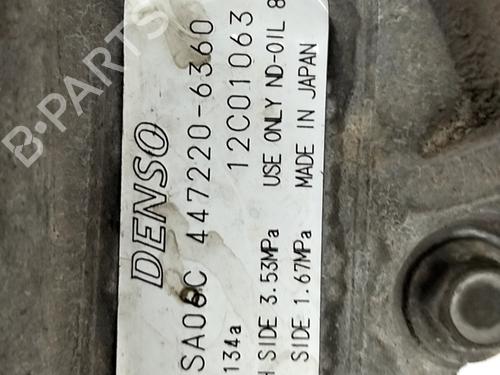 DENSO
447220-6360
12C01063
134a
SIDE 3.53MPa USE ONLY ND-OIL 8
SIDE 1.67MPa MADE IN JAPAN
B-PARTS